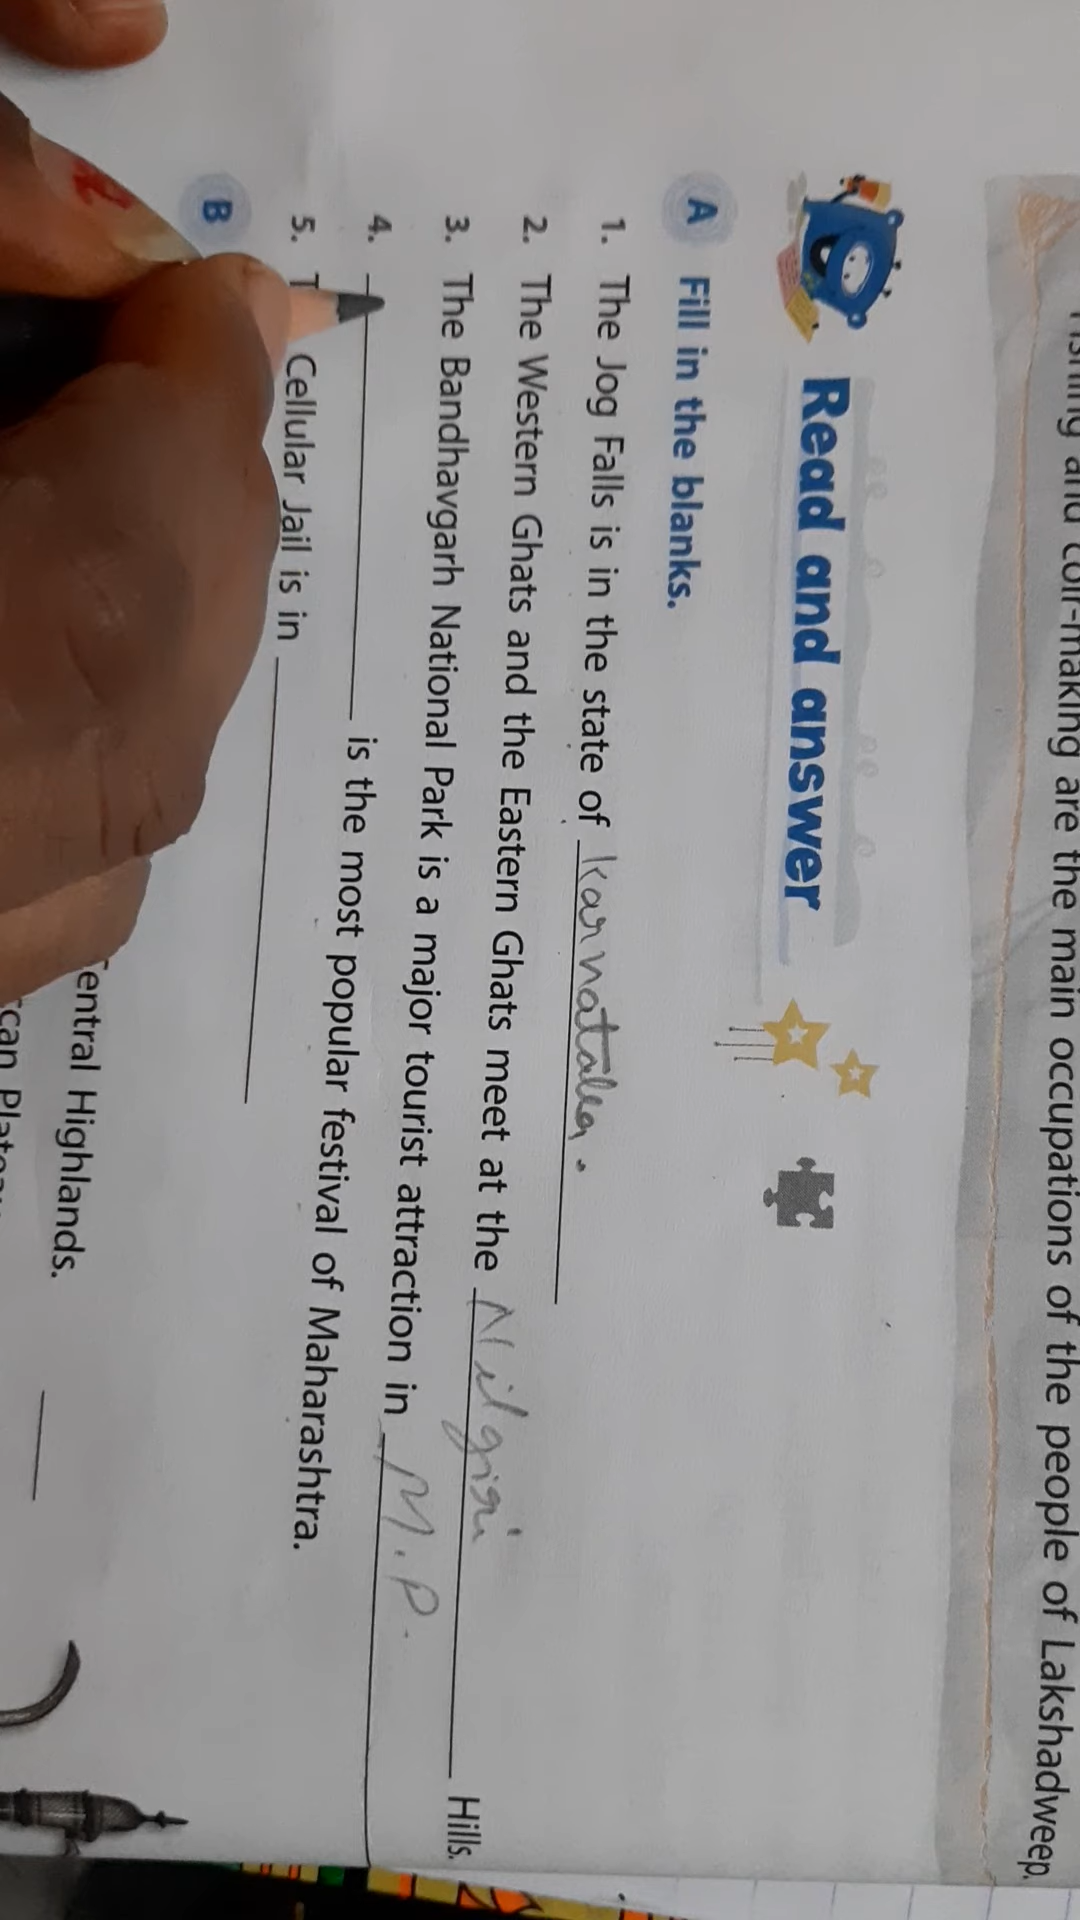 ishing and coir-making are the main occupations of the people of Lakshadweep.
Read and answer
A Fill in the blanks.
1. The Jog Falls is in the state of karnataka.
2. The Western Ghats and the Eastern Ghats meet at the Nilgiri Hills.
3. The Bandhavgarh National Park is a major tourist attraction in M.P.
4. is the most popular festival of Maharashtra.
5. T Cellular Jail is in
B
entral Highlands.